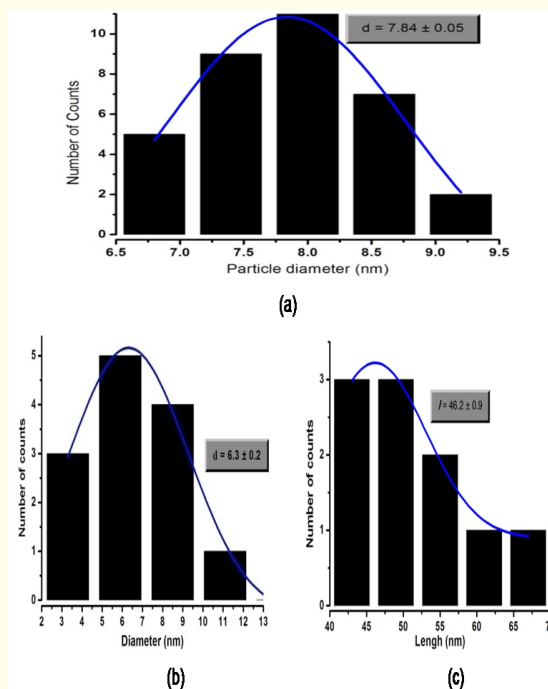 d = 7.84 ± 0.05
Number of Counts
10
8
6
4
2
0
6.5 7.0 7.5 8.0 8.5 9.0 9.5
Particle diameter (nm)
(a)
d = 6.3 ± 0.2
Number of counts
5
4
3
2
1
0
2 3 4 5 6 7 8 9 10 11 12 13
Diameter (nm)
(b)
l = 46.2 ± 0.9
Number of counts
3
2
1
0
40 45 50 55 60 65 7
Lengh (nm)
(c)